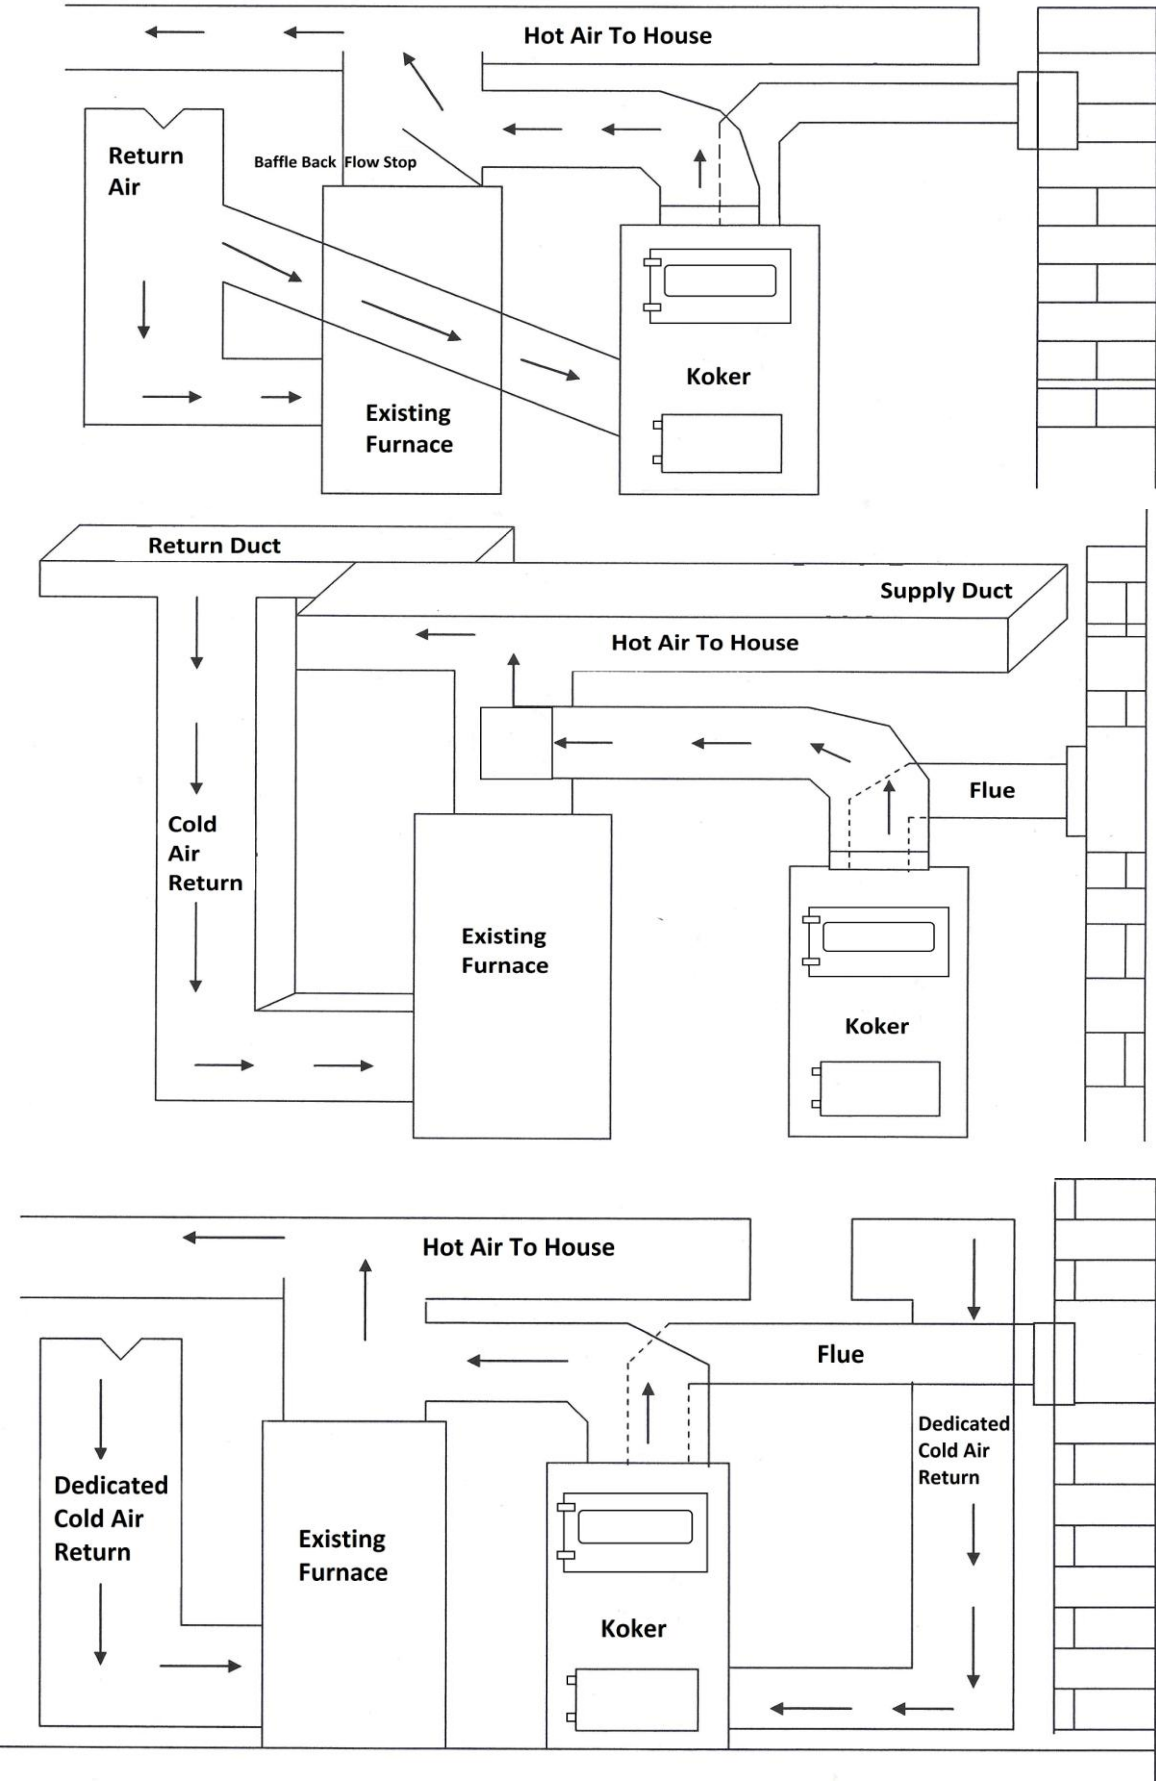 Hot Air To House
Return
Air
Baffle Back Flow Stop
Koker
Existing
Furnace
Return Duct
Supply Duct
Hot Air To House
Flue
Cold
Air
Return
Existing
Furnace
Koker
Hot Air To House
Flue
Dedicated
Cold Air
Return
Dedicated
Cold Air
Return
Existing
Furnace
Koker